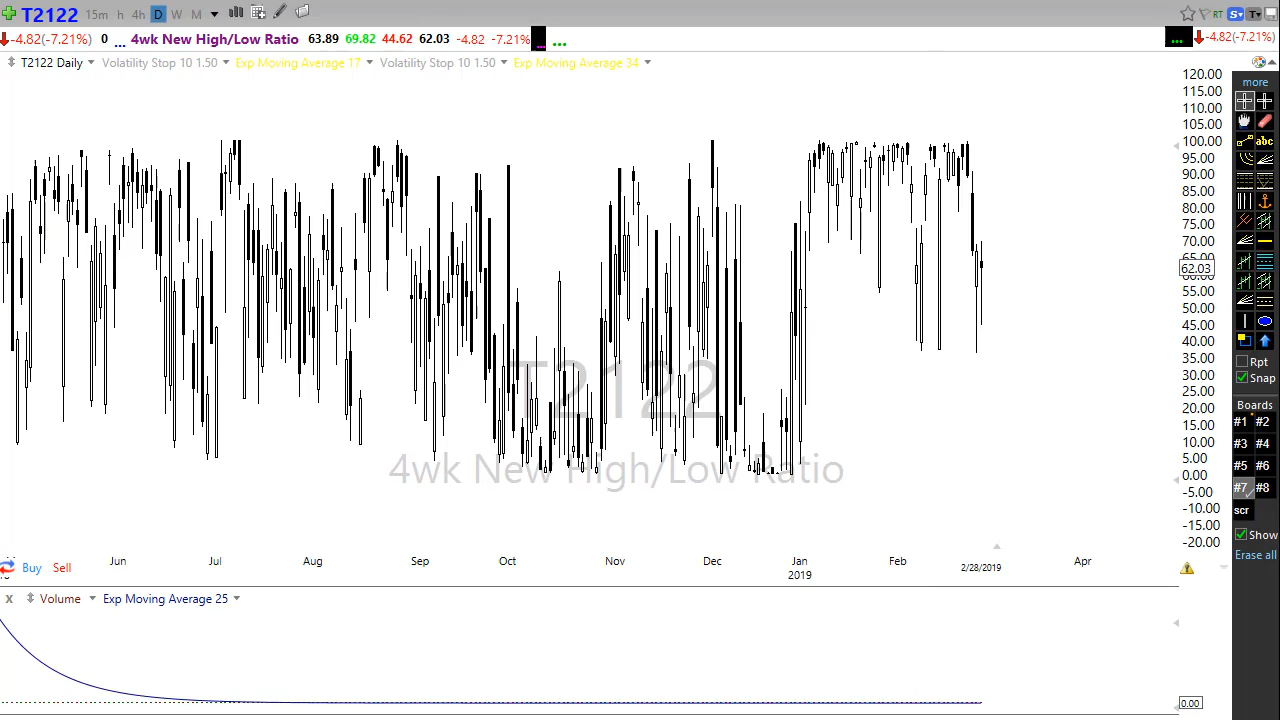 T2122 15m h 4h D W M RT S T
-4.82(-7.21%) 0 ... 4wk New High/Low Ratio 63.89 69.82 44.62 62.03 -4.82 -7.21% ... ... ... -4.82(-7.21%)
T2122 Daily Volatility Stop 10 1.50 Exp Moving Average 17 Volatility Stop 10 1.50 Exp Moving Average 34
120.00
115.00
110.00
105.00
100.00
95.00
90.00
85.00
80.00
75.00
70.00
65.00
62.03
60.00
55.00
50.00
45.00
40.00
35.00
30.00
25.00
20.00
15.00
10.00
5.00
0.00
-5.00
-10.00
-15.00
-20.00
T2122
4wk New High/Low Ratio
Jun Jul Aug Sep Oct Nov Dec Jan Feb 2/28/2019 Apr
2019
Buy Sell
X Volume Exp Moving Average 25
0.00
more
abc
Rpt
Snap
Boards
#1 #2
#3 #4
#5 #6
#7 #8
scr
Show
Erase all